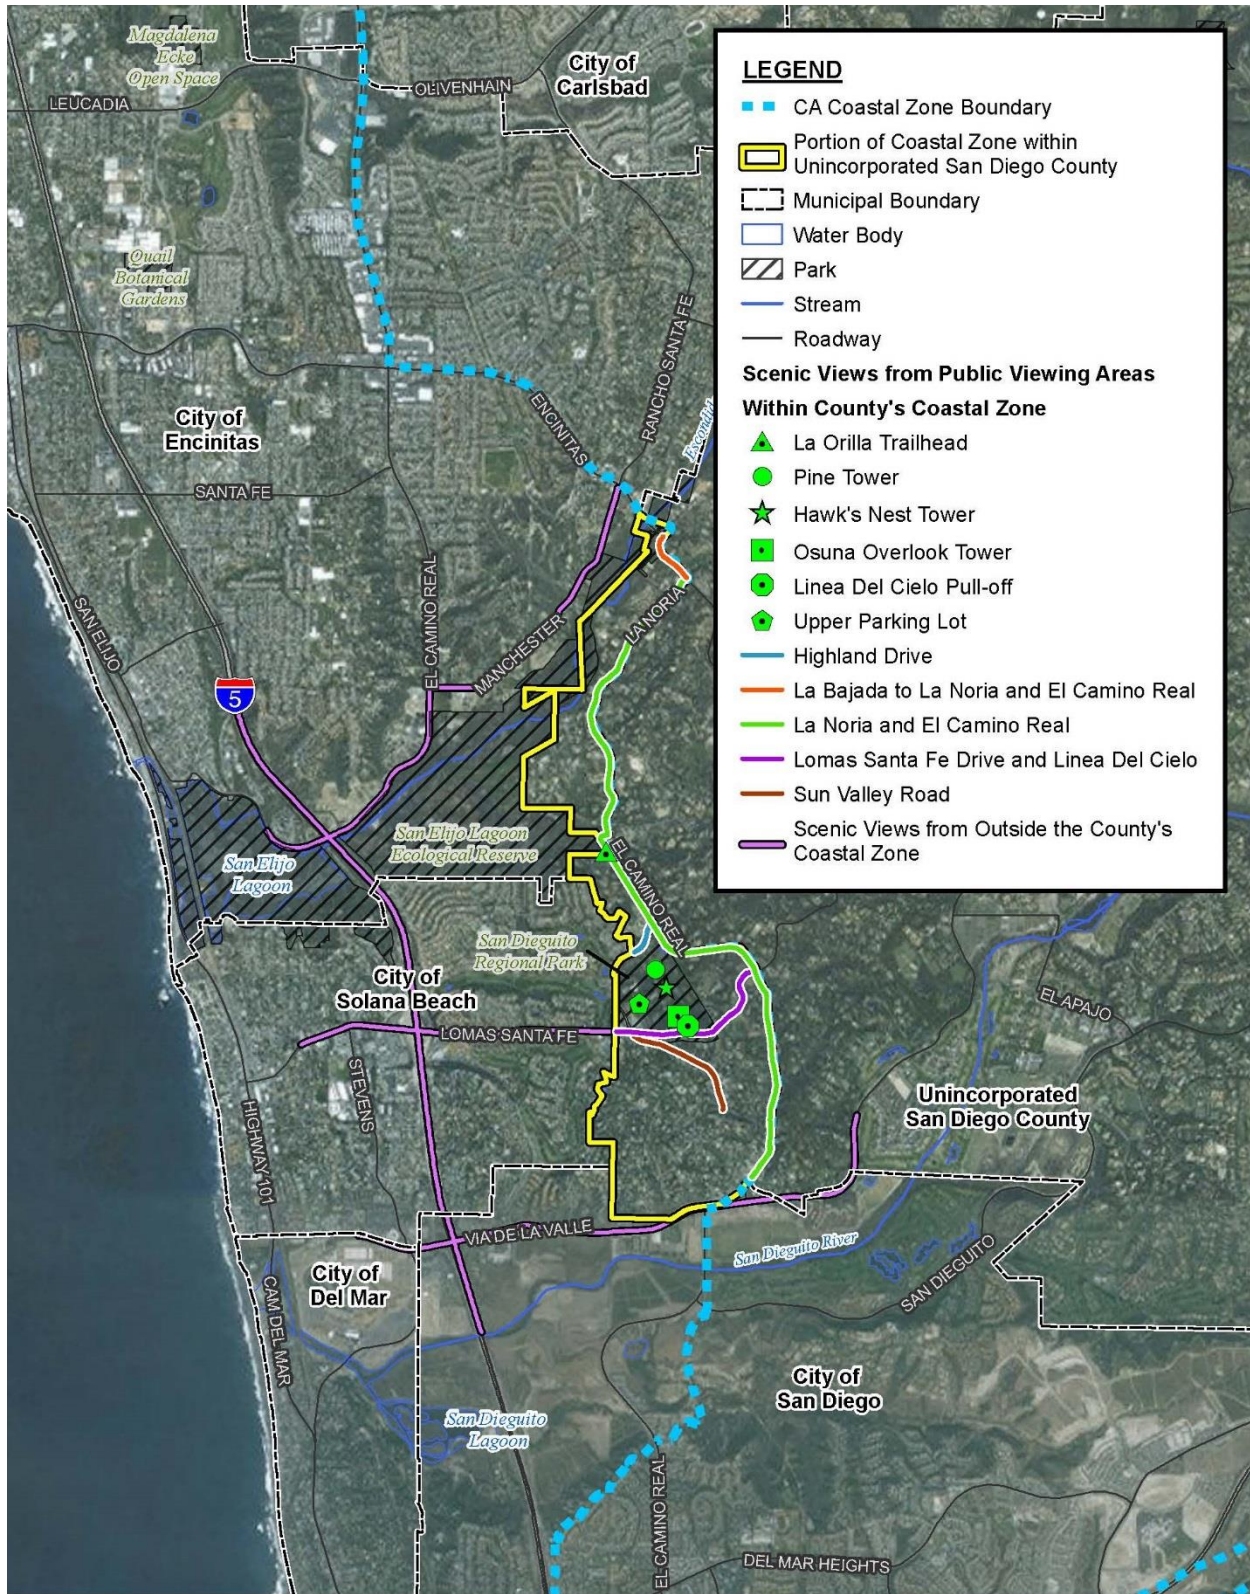 Magdalena
Ecke
Open Space
City of
Carlsbad
LEUCADIA
OLIVENHAIN
LEGEND
CA Coastal Zone Boundary
Portion of Coastal Zone within
Unincorporated San Diego County
Municipal Boundary
Water Body
Park
Stream
Roadway
Scenic Views from Public Viewing Areas
Within County's Coastal Zone
La Orilla Trailhead
Pine Tower
Hawk's Nest Tower
Osuna Overlook Tower
Linea Del Cielo Pull-off
Upper Parking Lot
Highland Drive
La Bajada to La Noria and El Camino Real
La Noria and El Camino Real
Lomas Santa Fe Drive and Linea Del Cielo
Sun Valley Road
Scenic Views from Outside the County's
Coastal Zone
Quail
Botanical
Gardens
RANCHO SANTA FE
ENCINITAS
City of
Encinitas
SANTA FE
SAN ELIJO
EL CAMINO REAL
MANCHESTER
LA NORIA
5
San Elijo Lagoon
Ecological Reserve
San Elijo
Lagoon
EL CAMINO REAL
San Dieguito
Regional Park
City of
Solana Beach
LOMAS SANTA FE
EL APAJO
STEVENS
HIGHWAY 101
Unincorporated
San Diego County
VIA DE LA VALLE
San Dieguito River
SAN DIEGUITO
City of
Del Mar
CAM DEL MAR
City of
San Diego
San Dieguito
Lagoon
EL CAMINO REAL
DEL MAR HEIGHTS